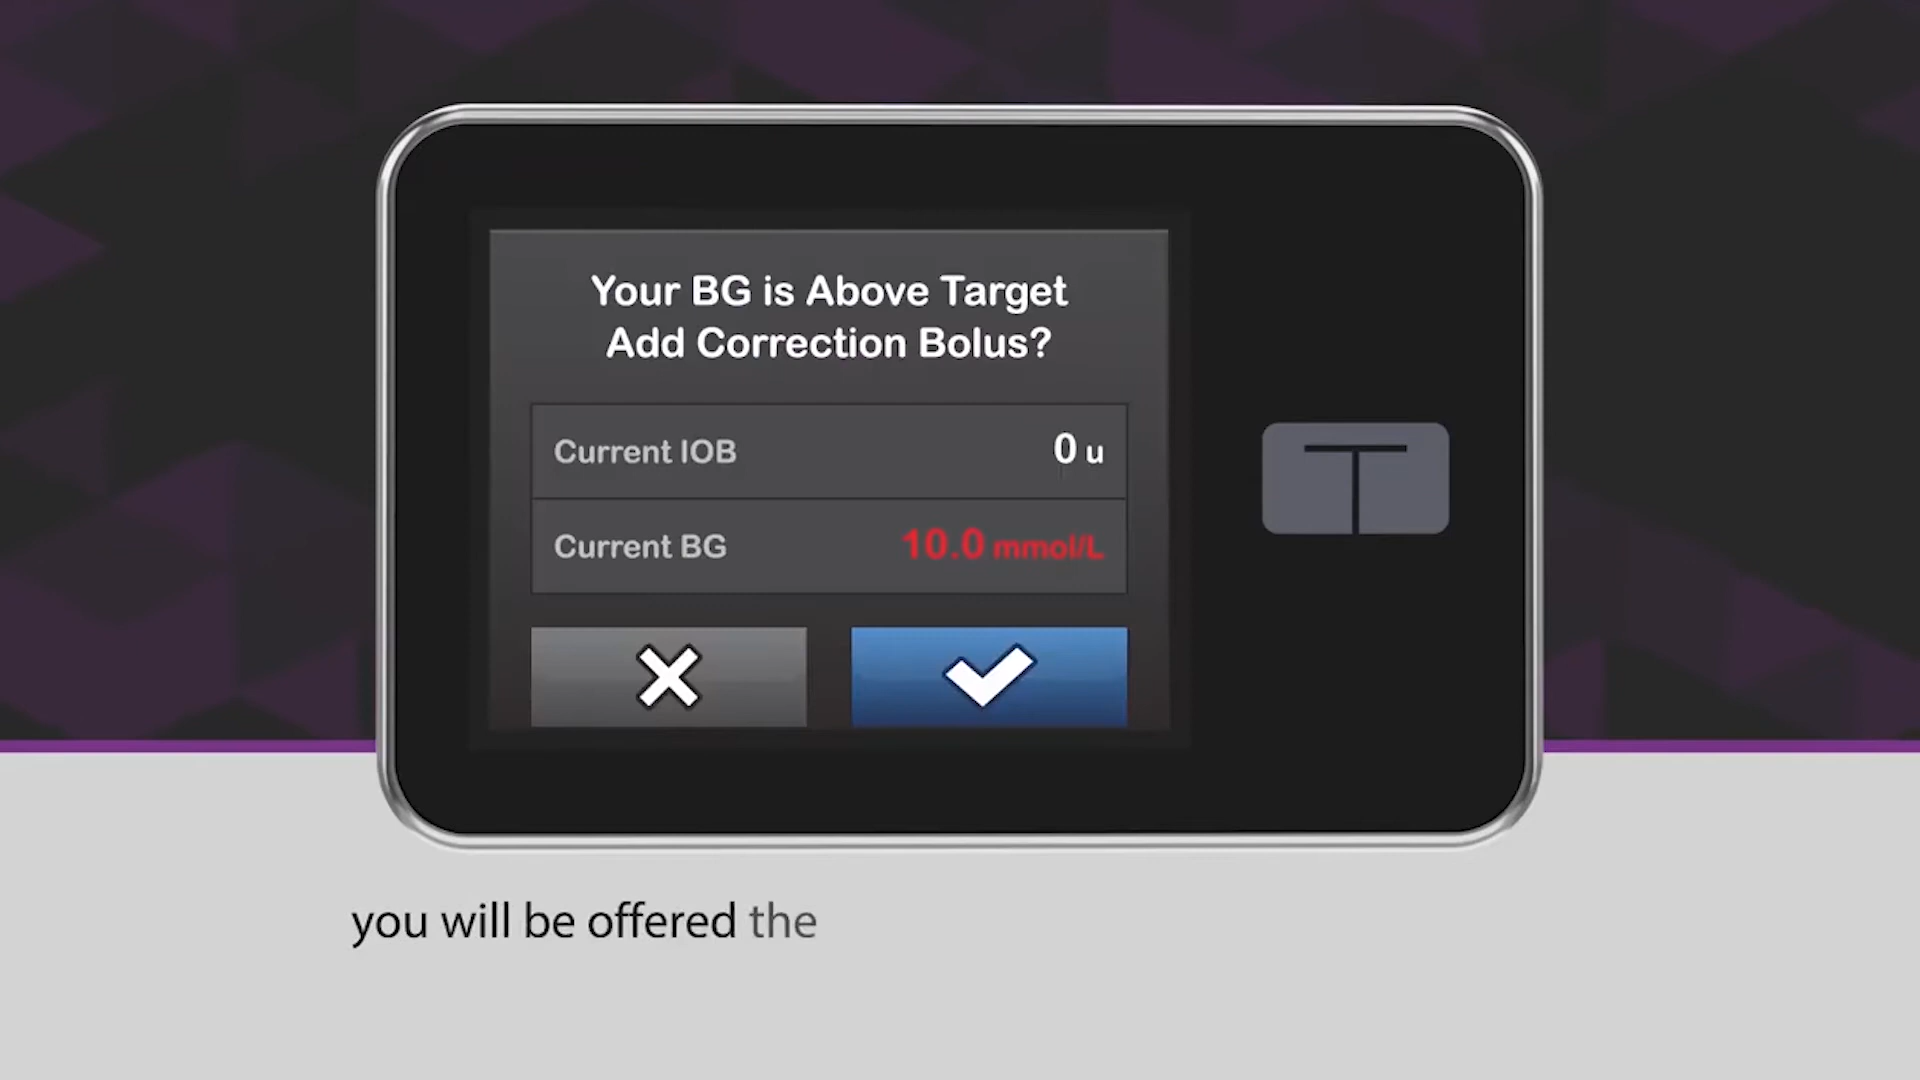 Your BG is Above Target
Add Correction Bolus?
Current IOB 0 u
Current BG 10.0 mmol/L
you will be offered the